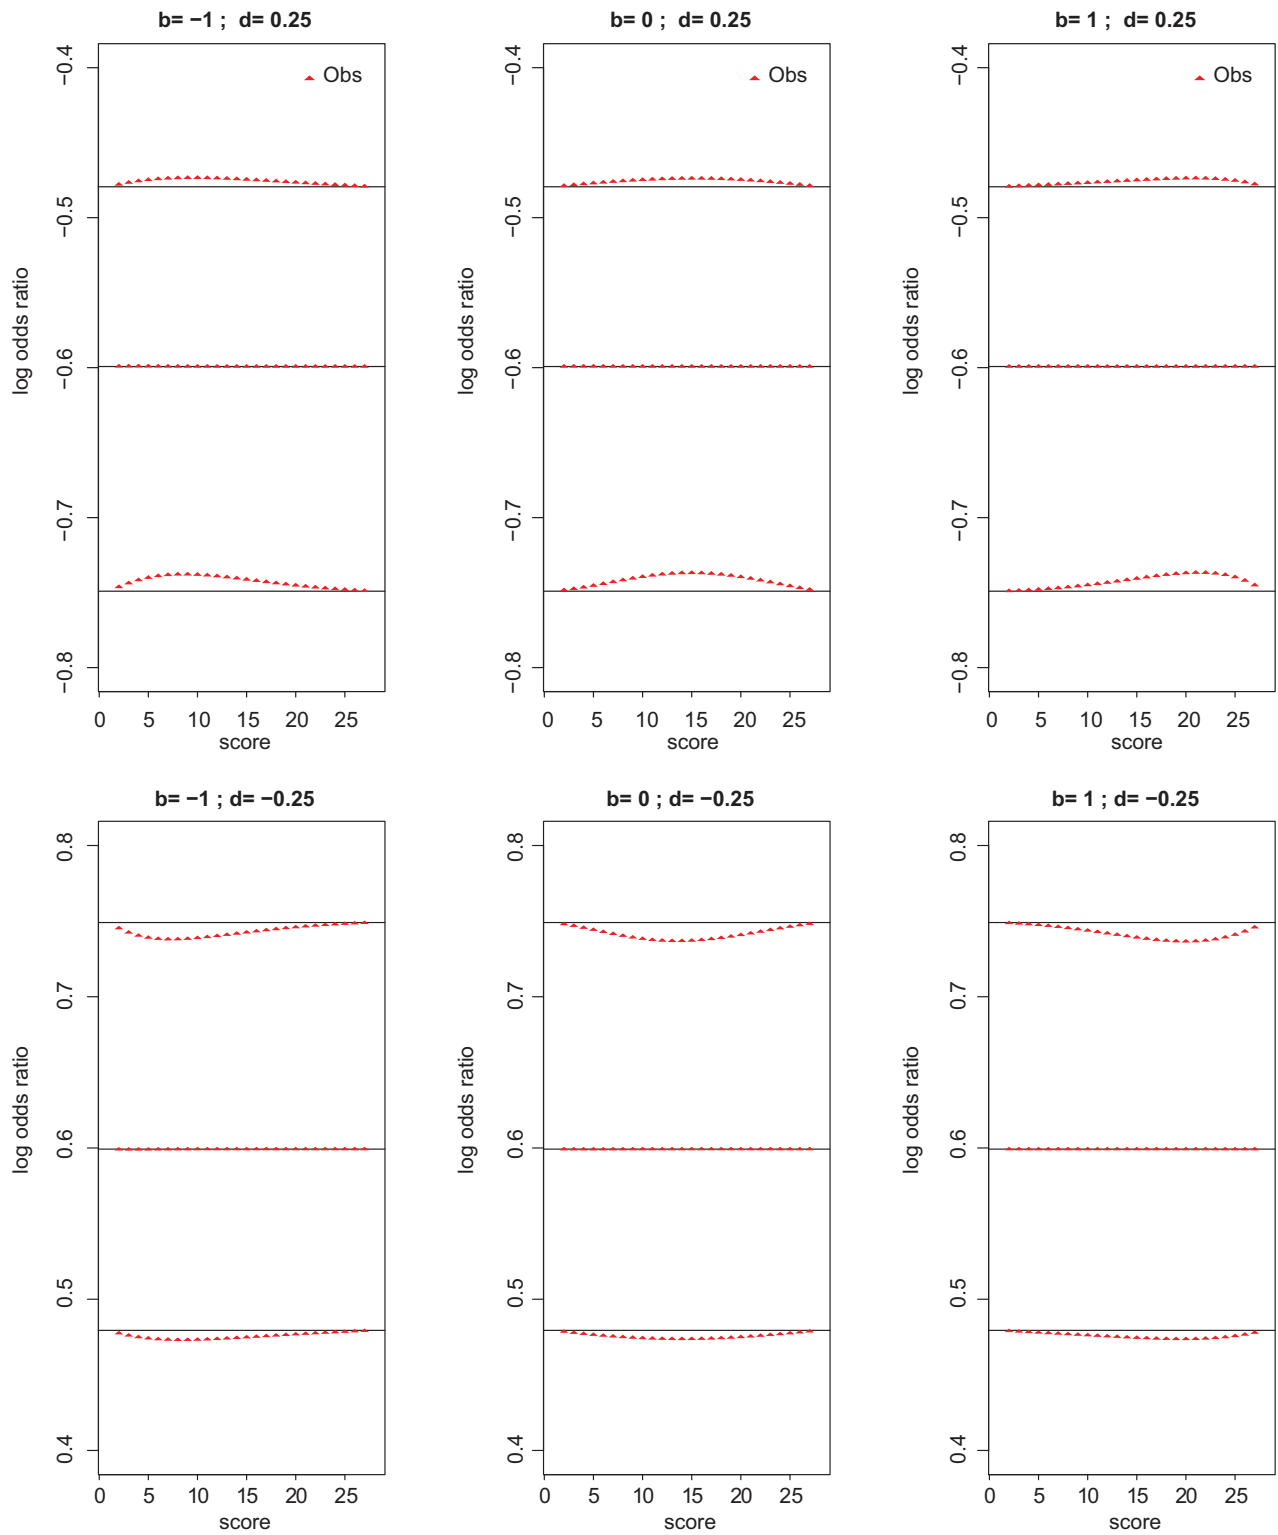 b= −1 ; d= 0.25
−0.4
−0.5
−0.6
−0.7
−0.8
log odds ratio
Obs
0 5 10 15 20 25
score
b= 0 ; d= 0.25
−0.4
−0.5
−0.6
−0.7
−0.8
log odds ratio
Obs
0 5 10 15 20 25
score
b= 1 ; d= 0.25
−0.4
−0.5
−0.6
−0.7
−0.8
log odds ratio
Obs
0 5 10 15 20 25
score
b= −1 ; d= −0.25
0.8
0.7
0.6
0.5
0.4
log odds ratio
0 5 10 15 20 25
score
b= 0 ; d= −0.25
0.8
0.7
0.6
0.5
0.4
log odds ratio
0 5 10 15 20 25
score
b= 1 ; d= −0.25
0.8
0.7
0.6
0.5
0.4
log odds ratio
0 5 10 15 20 25
score